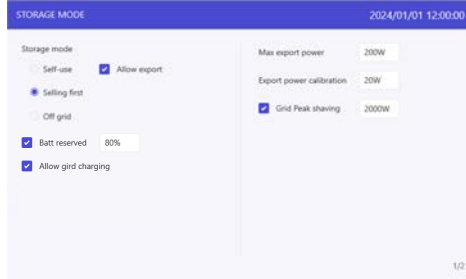 STORAGE MODE
2024/01/01 12:00:00
Storage mode
Self-use
Allow export
Selling first
Off grid
Batt reserved
80%
Allow gird charging
Max export power
200W
Export power calibration
20W
Grid Peak shaving
2000W
1/2